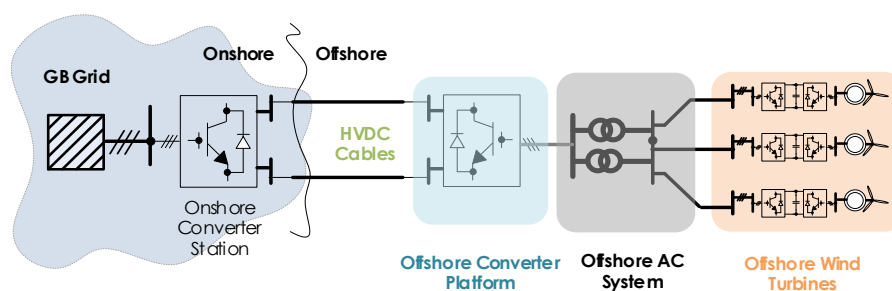 Onshore
Offshore
GB Grid
HVDC
Cables
Onshore
Converter
Station
Offshore Converter
Platform
Offshore AC
System
Offshore Wind
Turbines